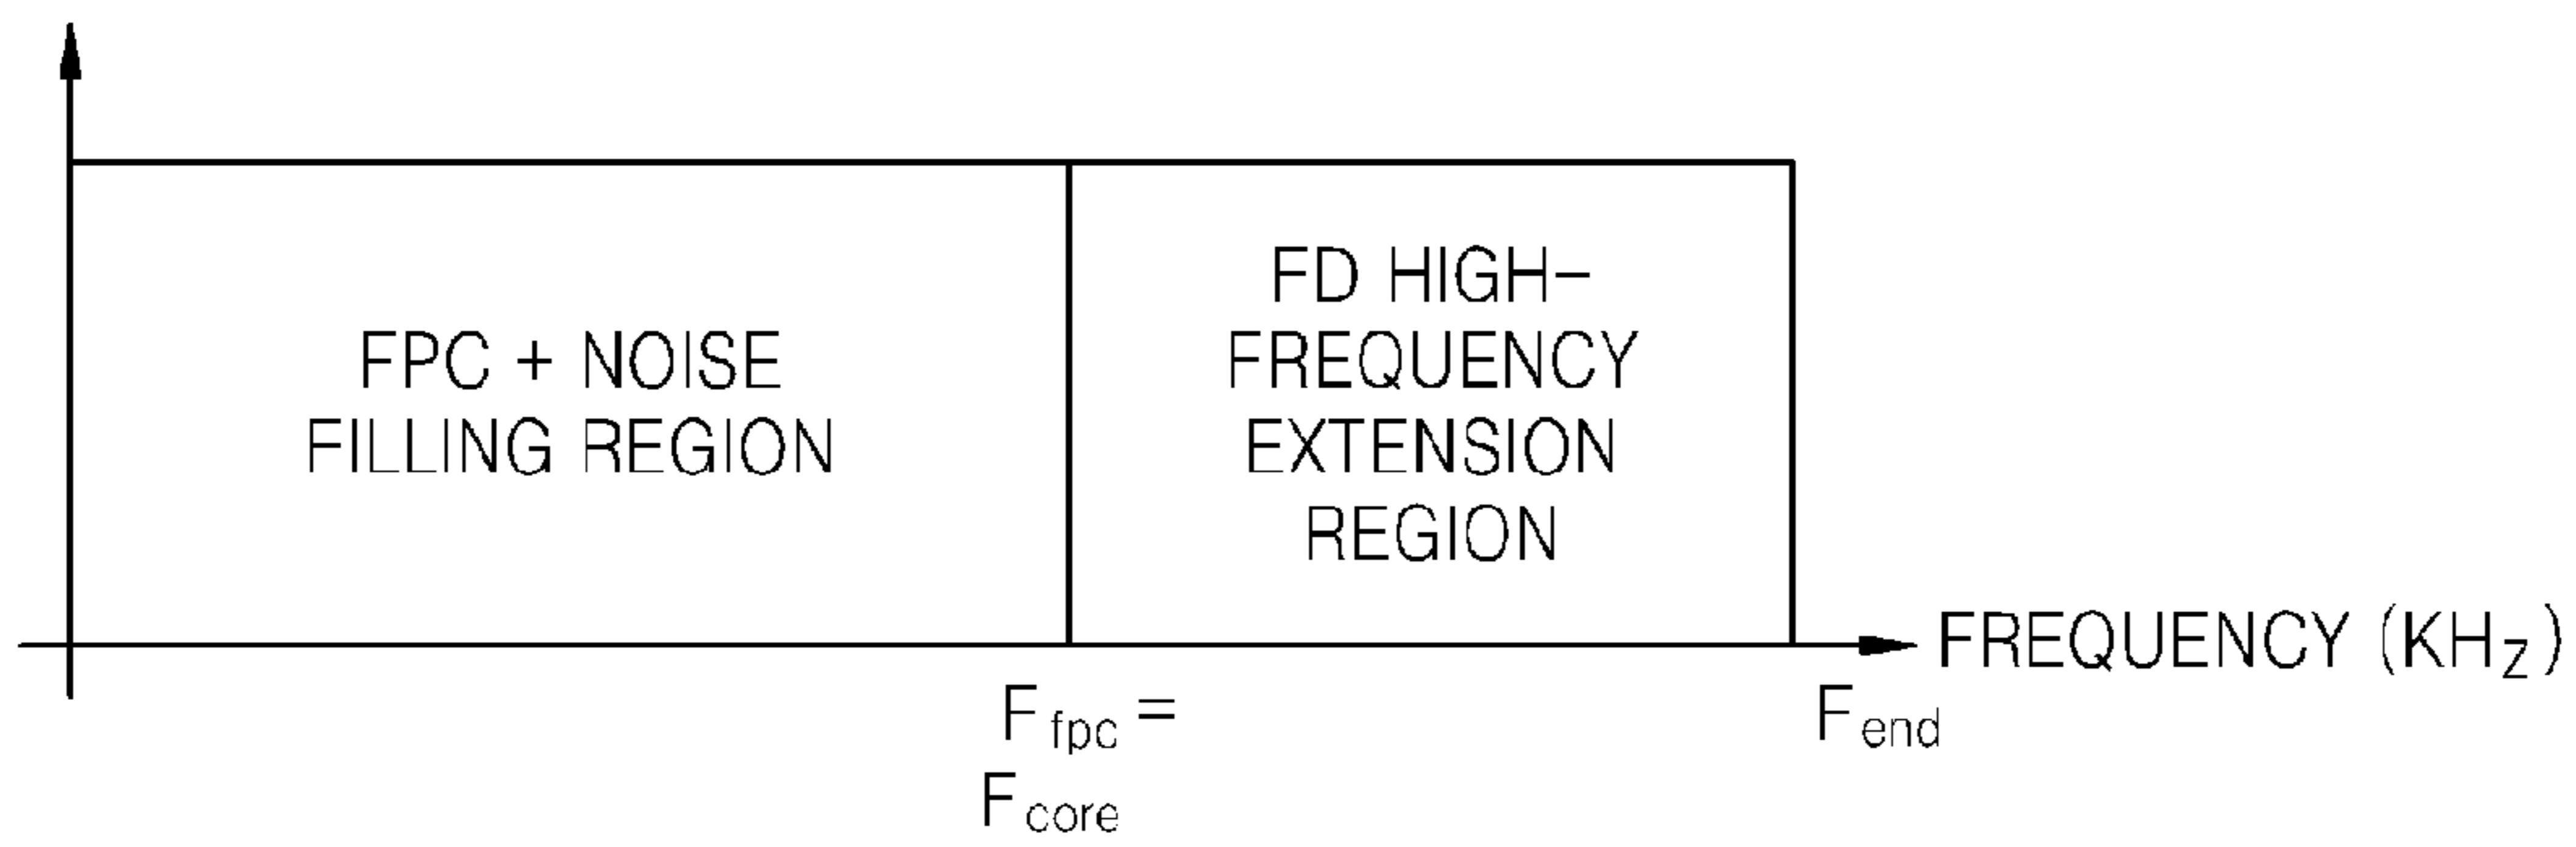 FPC + NOISE
FILLING REGION
FD HIGH-
FREQUENCY
EXTENSION
REGION
FREQUENCY (KHz)
Ffpc =
Fcore
Fend